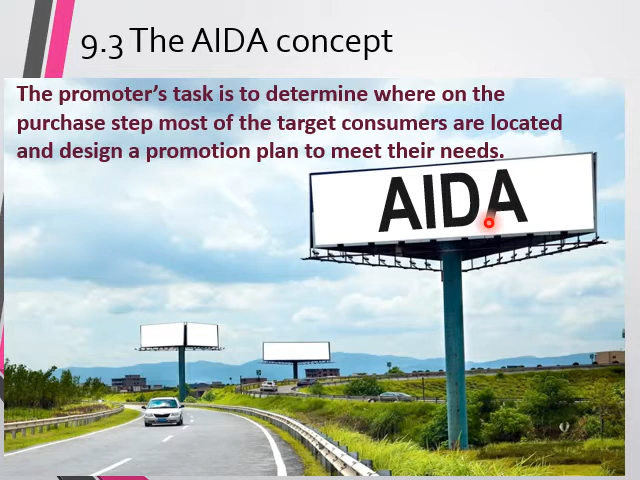 9.3 The AIDA concept
The promoter's task is to determine where on the
purchase step most of the target consumers are located
and design a promotion plan to meet their needs.
AIDA